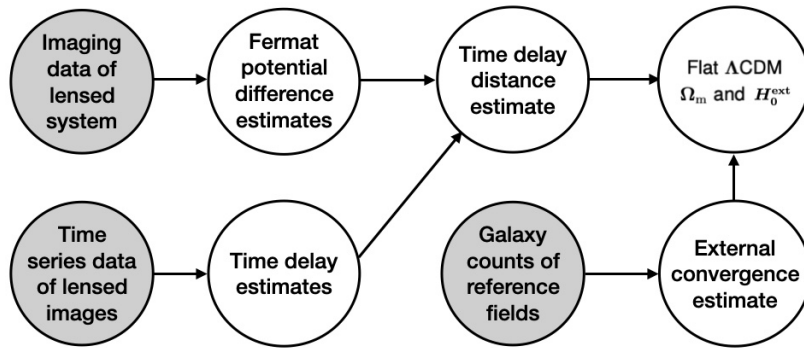 Imaging
data of
lensed
system
Fermat
potential
difference
estimates
Time delay
distance
estimate
Flat ΛCDM
Ωₘ and H₀ᵉˣᵗ
Time
series data
of lensed
images
Time delay
estimates
Galaxy
counts of
reference
fields
External
convergence
estimate